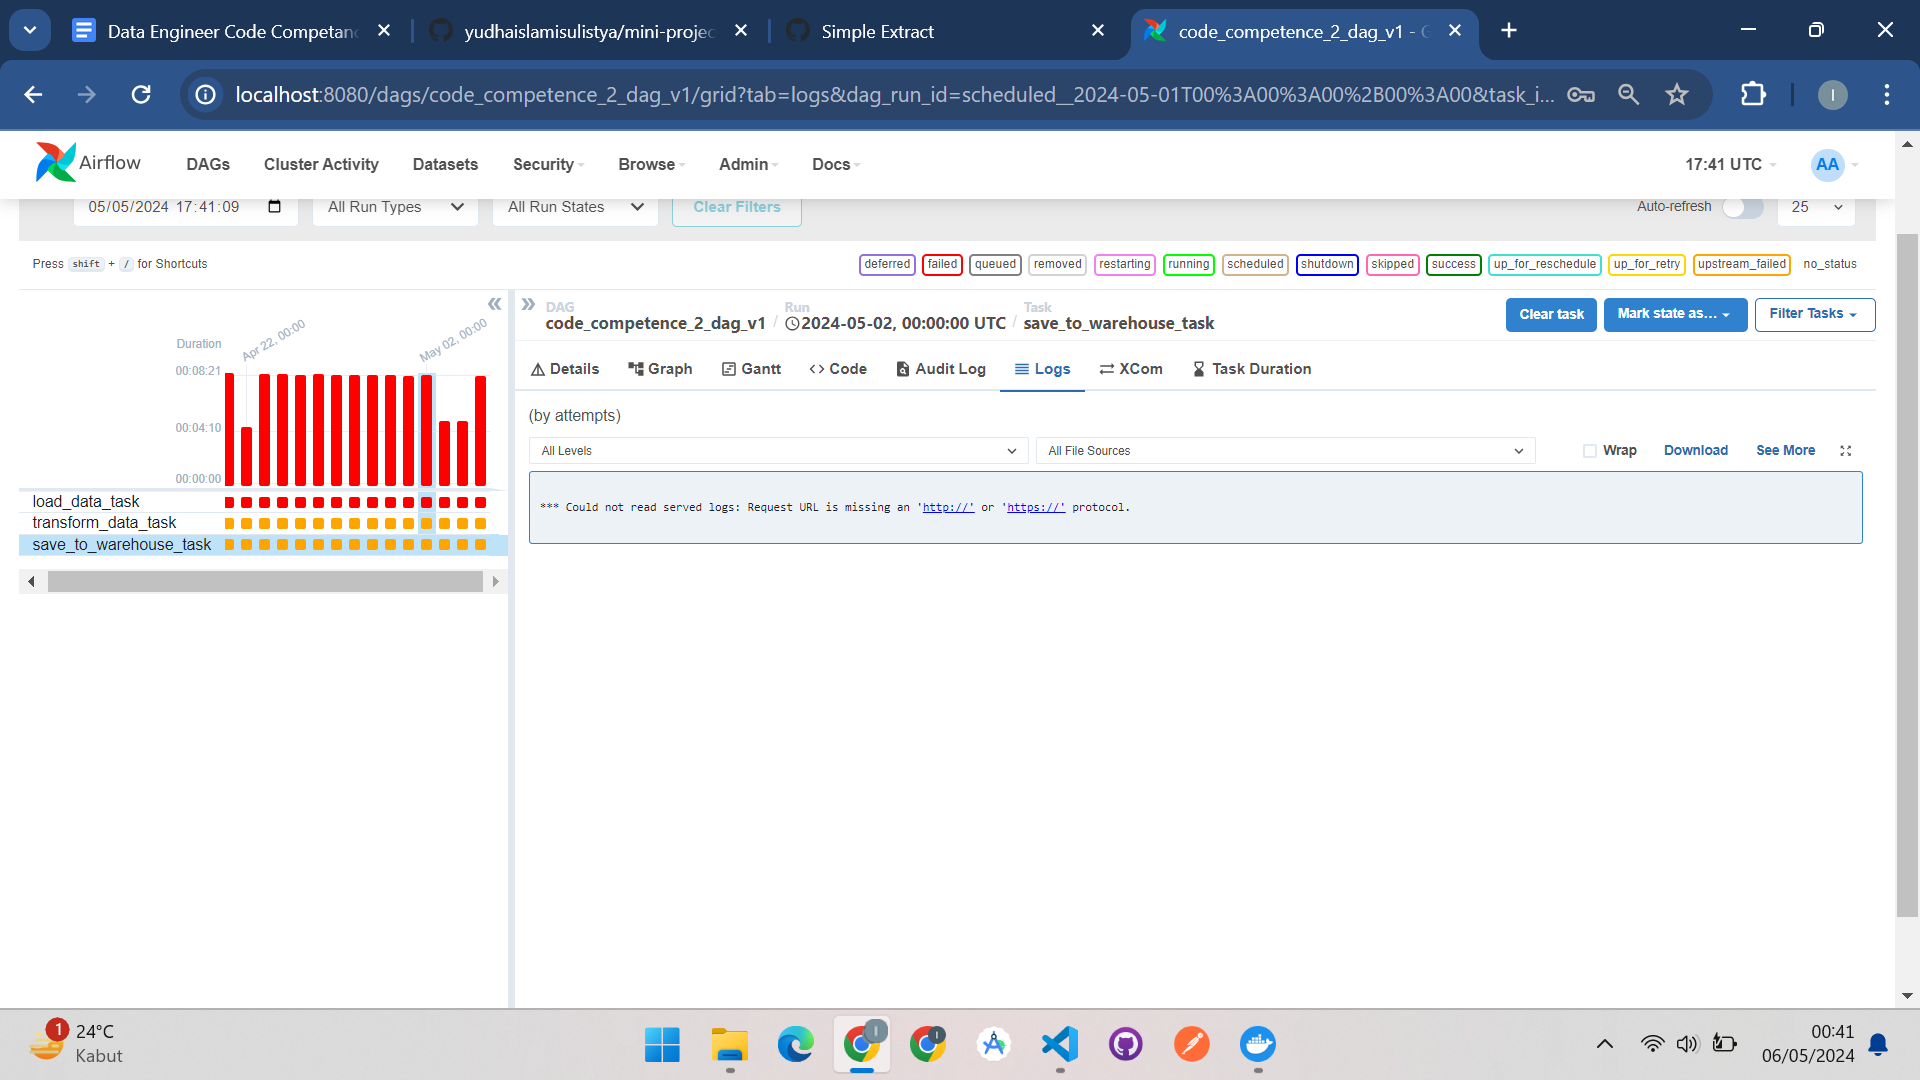 Data Engineer Code Competan
yudhaislamisulistya/mini-projec
Simple Extract
code_competence_2_dag_v1 - G
localhost:8080/dags/code_competence_2_dag_v1/grid?tab=logs&dag_run_id=scheduled__2024-05-01T00%3A00%3A00%2B00%3A00&task_i...
I
Airflow
DAGs
Cluster Activity
Datasets
Security
Browse
Admin
Docs
17:41 UTC
AA
05/05/2024 17:41:09
All Run Types
All Run States
Clear Filters
Auto-refresh
25
Press shift + / for Shortcuts
deferred
failed
queued
removed
restarting
running
scheduled
shutdown
skipped
success
up_for_reschedule
up_for_retry
upstream_failed
no_status
Duration
Apr 22, 00:00
May 02, 00:00
00:08:21
00:04:10
00:00:00
load_data_task
transform_data_task
save_to_warehouse_task
DAG
code_competence_2_dag_v1
/
Run
2024-05-02, 00:00:00 UTC
/
Task
save_to_warehouse_task
Clear task
Mark state as...
Filter Tasks
Details
Graph
Gantt
Code
Audit Log
Logs
XCom
Task Duration
(by attempts)
All Levels
All File Sources
Wrap
Download
See More
*** Could not read served logs: Request URL is missing an 'http://' or 'https://' protocol.
1
24°C
Kabut
I
I
00:41
06/05/2024